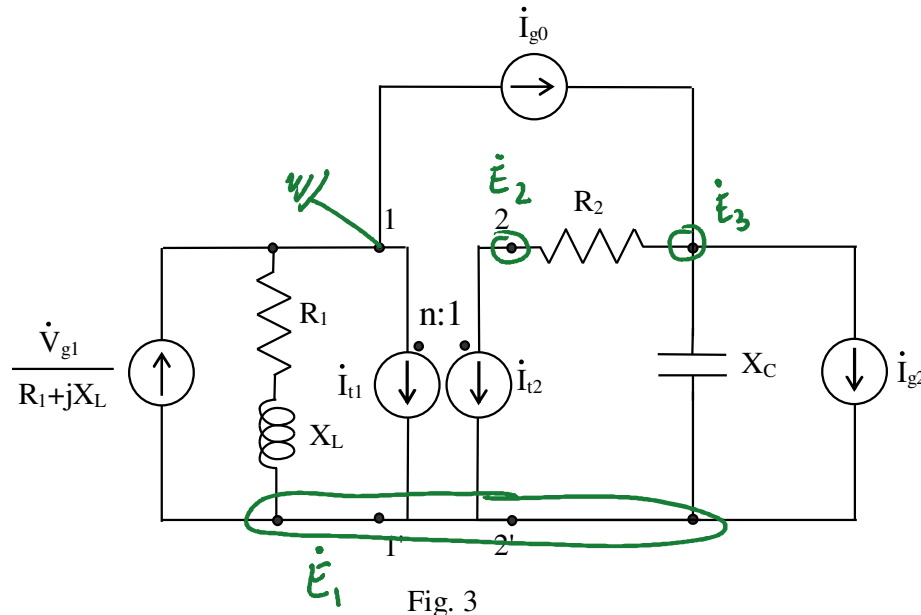 İg0
Ė2
Ė3
1
2
R2
R1
n:1
V̇g1
R1+jXL
İt1
İt2
XC
İg2
XL
1'
2'
Ė1
Fig. 3